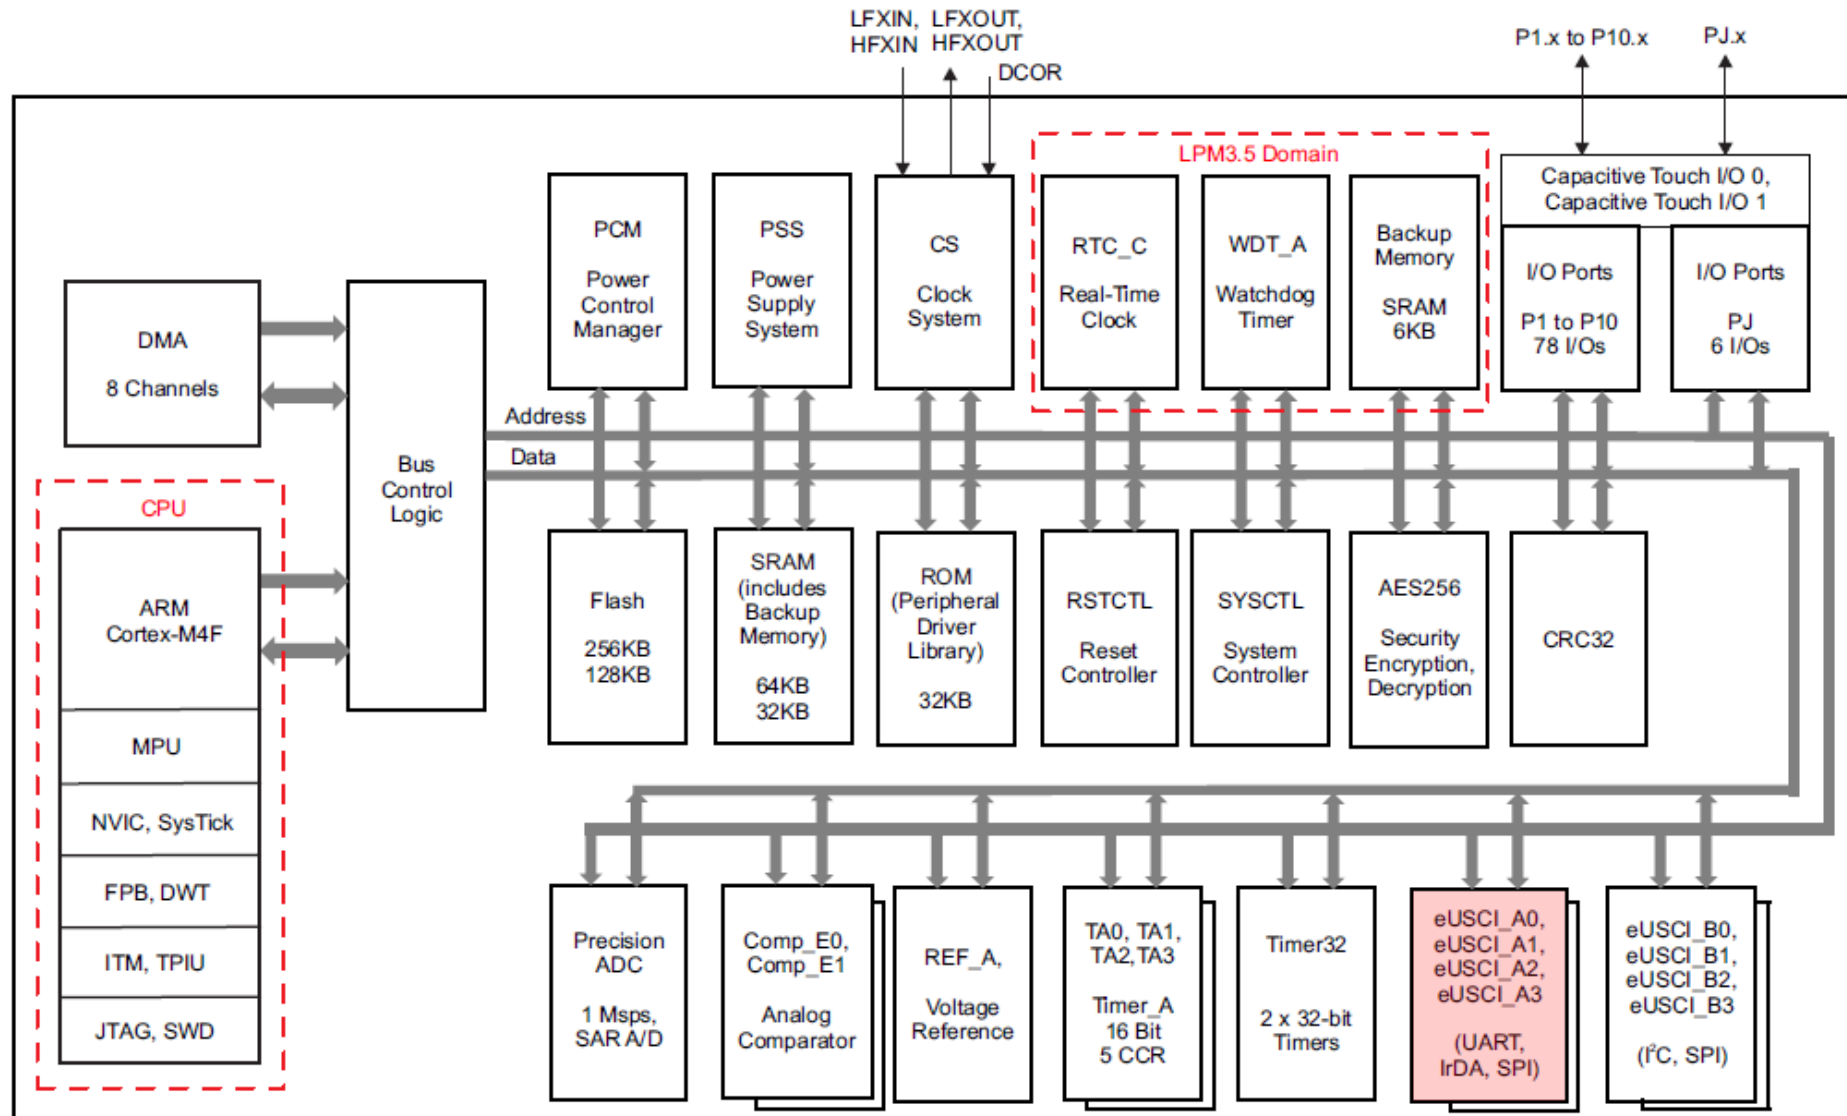 LFXIN, LFXOUT,
HFXIN HFXOUT
DCOR
P1.x to P10.x
PJ.x
LPM3.5 Domain
Capacitive Touch I/O 0,
Capacitive Touch I/O 1
PCM
Power
Control
Manager
PSS
Power
Supply
System
CS
Clock
System
RTC_C
Real-Time
Clock
WDT_A
Watchdog
Timer
Backup
Memory
SRAM
6KB
I/O Ports
P1 to P10
78 I/Os
I/O Ports
PJ
6 I/Os
DMA
8 Channels
Bus
Control
Logic
Address
Data
CPU
ARM
Cortex-M4F
MPU
NVIC, SysTick
FPB, DWT
ITM, TPIU
JTAG, SWD
Flash
256KB
128KB
SRAM
(includes
Backup
Memory)
64KB
32KB
ROM
(Peripheral
Driver
Library)
32KB
RSTCTL
Reset
Controller
SYSCTL
System
Controller
AES256
Security
Encryption,
Decryption
CRC32
Precision
ADC
1 Msps,
SAR A/D
Comp_E0,
Comp_E1
Analog
Comparator
REF_A,
Voltage
Reference
TA0, TA1,
TA2,TA3
Timer_A
16 Bit
5 CCR
Timer32
2 x 32-bit
Timers
eUSCI_A0,
eUSCI_A1,
eUSCI_A2,
eUSCI_A3
(UART,
IrDA, SPI)
eUSCI_B0,
eUSCI_B1,
eUSCI_B2,
eUSCI_B3
(I²C, SPI)